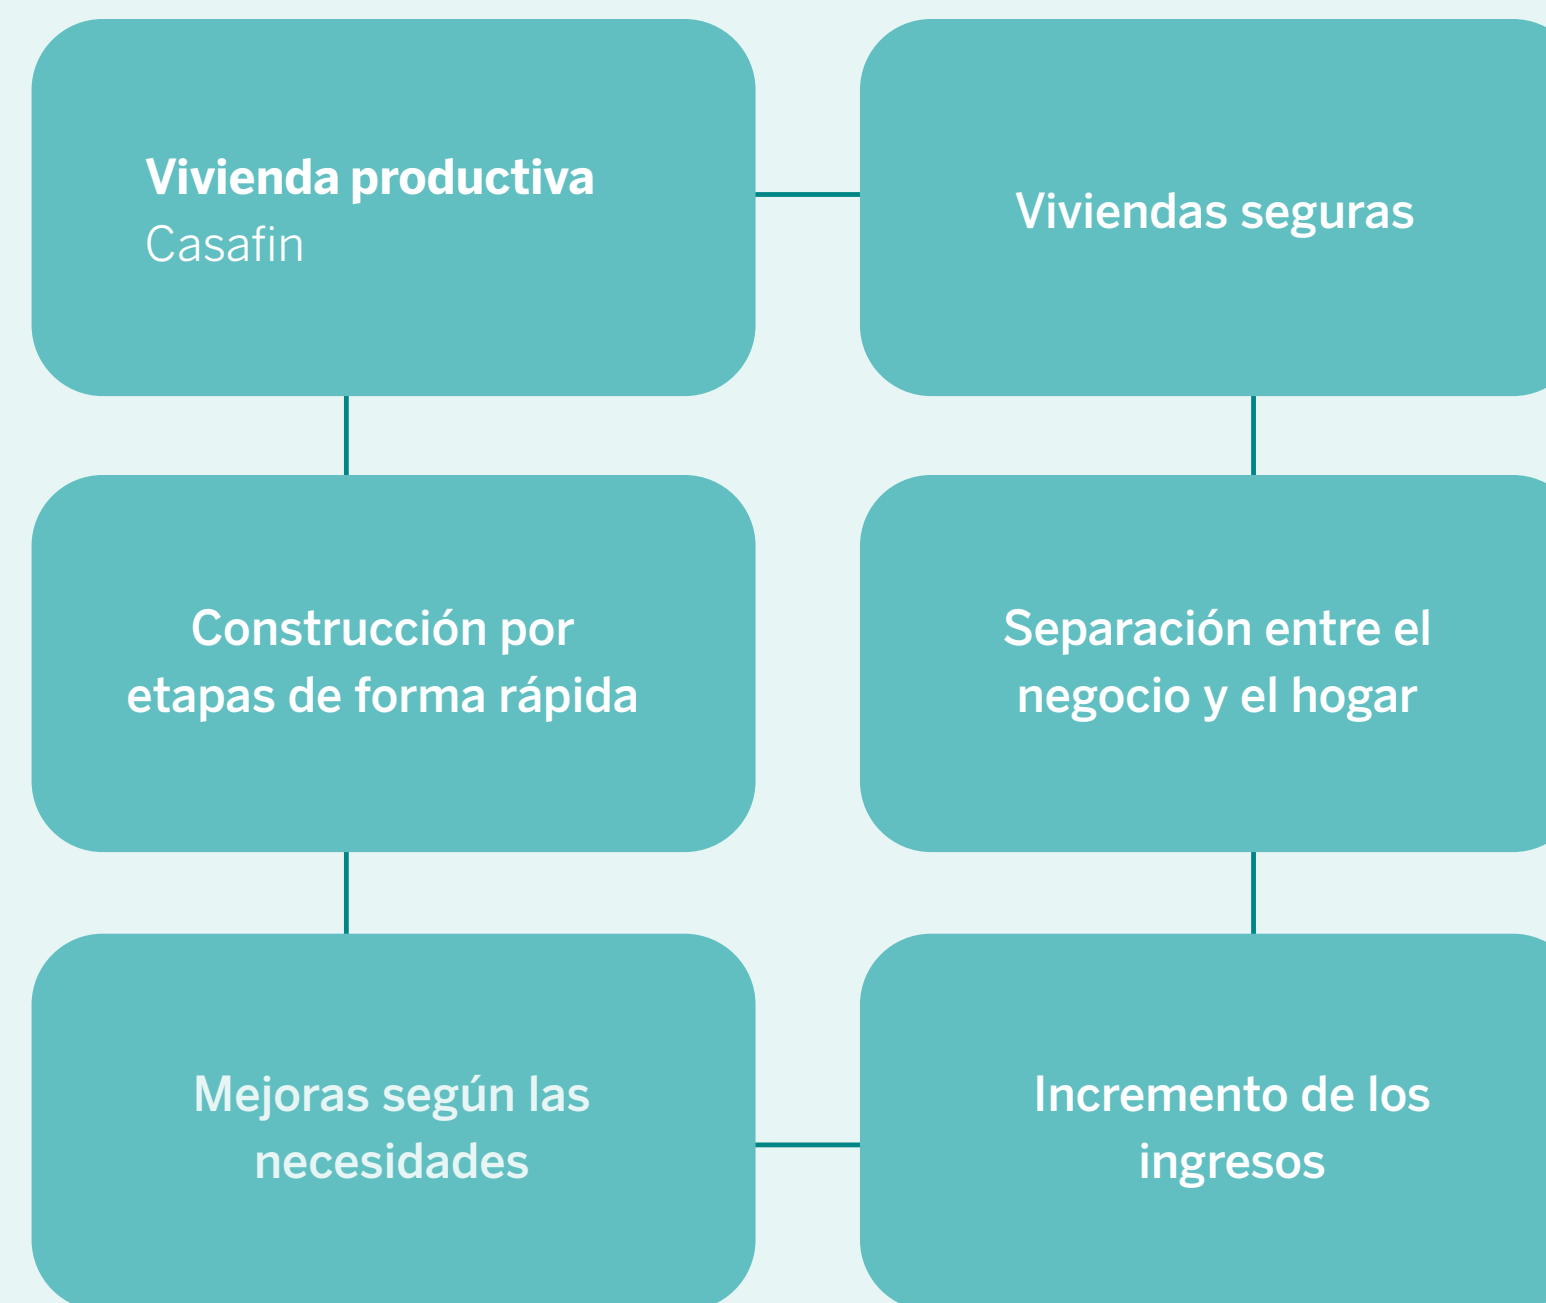 Vivienda productiva
Casafin
Viviendas seguras
Construcción por
etapas de forma rápida
Separación entre el
negocio y el hogar
Mejoras según las
necesidades
Incremento de los
ingresos